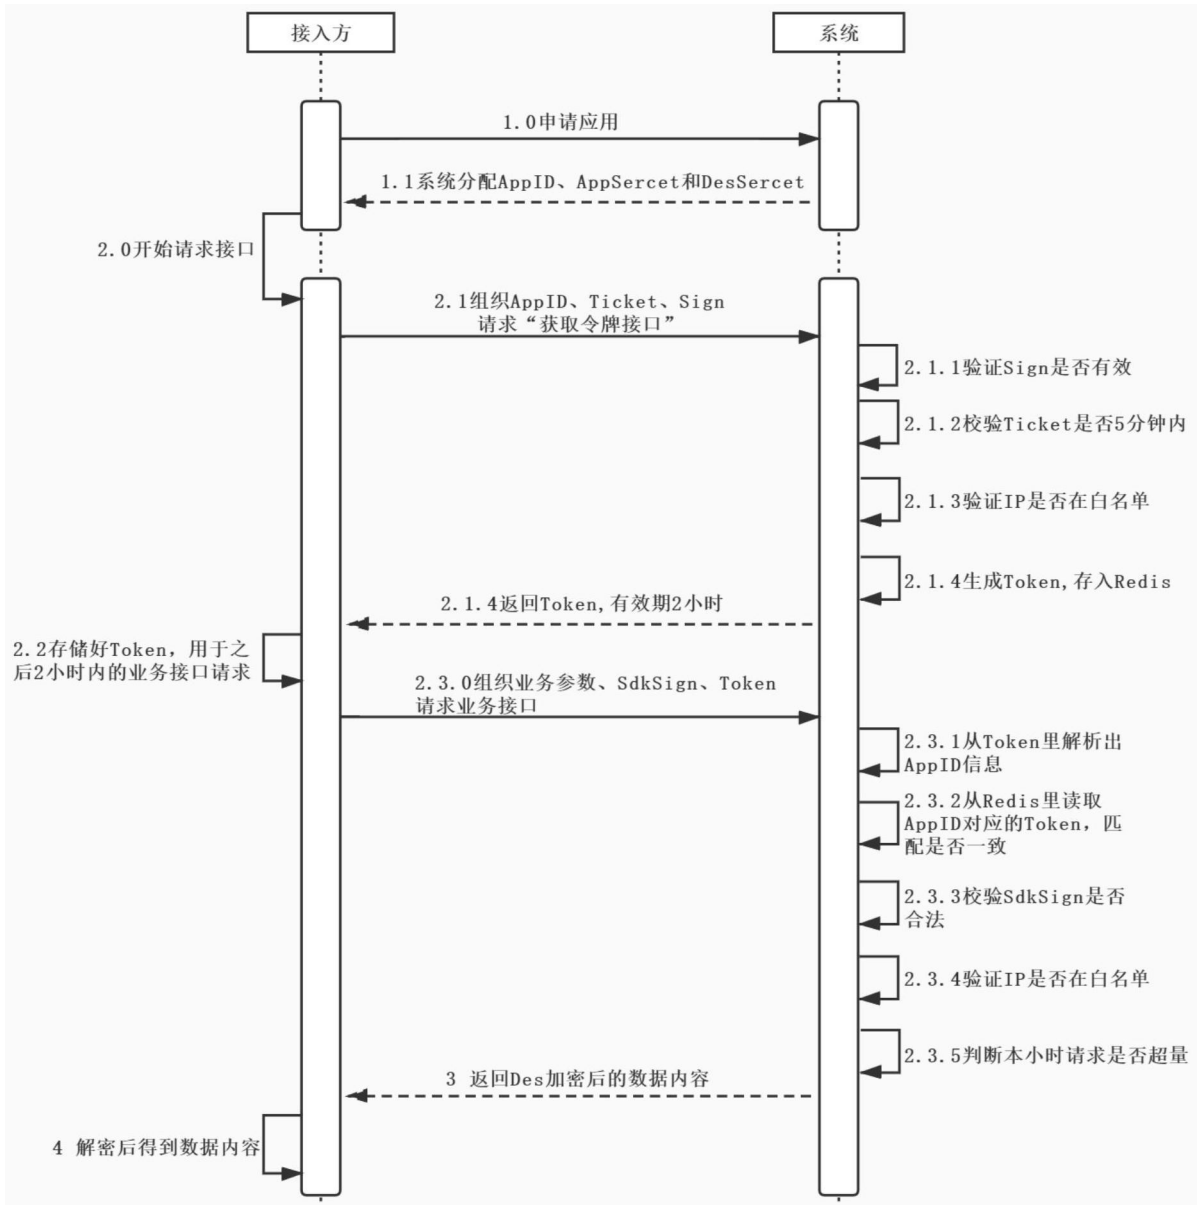 接入方
系统
1.0申请应用
1.1系统分配AppID、AppSercet和DesSercet
2.0开始请求接口
2.1组织AppID、Ticket、Sign
请求“获取令牌接口”
2.1.1验证Sign是否有效
2.1.2校验Ticket是否5分钟内
2.1.3验证IP是否在白名单
2.1.4生成Token,存入Redis
2.1.4返回Token,有效期2小时
2.2存储好Token，用于之
后2小时内的业务接口请求
2.3.0组织业务参数、SdkSign、Token
请求业务接口
2.3.1从Token里解析出
AppID信息
2.3.2从Redis里读取
AppID对应的Token，匹
配是否一致
2.3.3校验SdkSign是否
合法
2.3.4验证IP是否在白名单
2.3.5判断本小时请求是否超量
3 返回Des加密后的数据内容
4 解密后得到数据内容